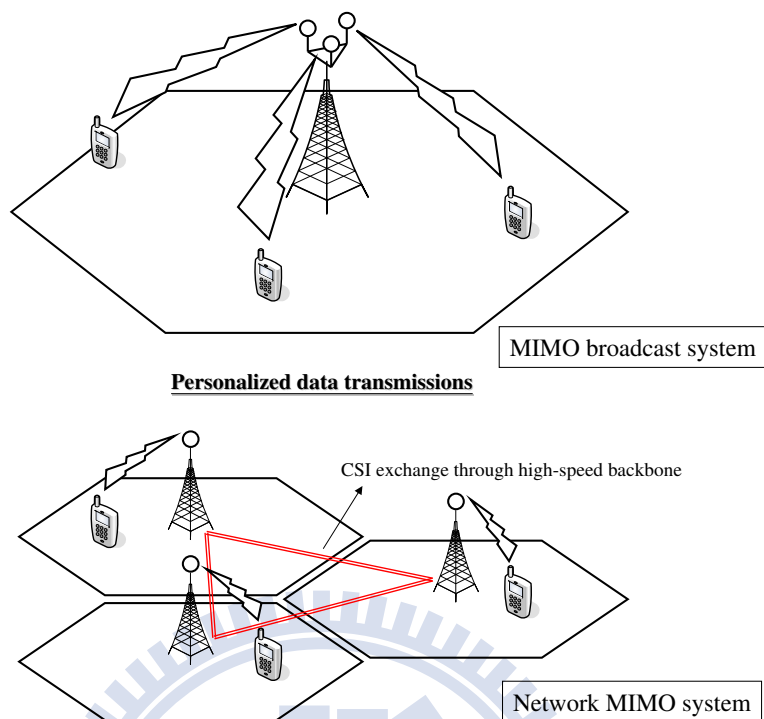 MIMO broadcast system
Personalized data transmissions
CSI exchange through high-speed backbone
Network MIMO system